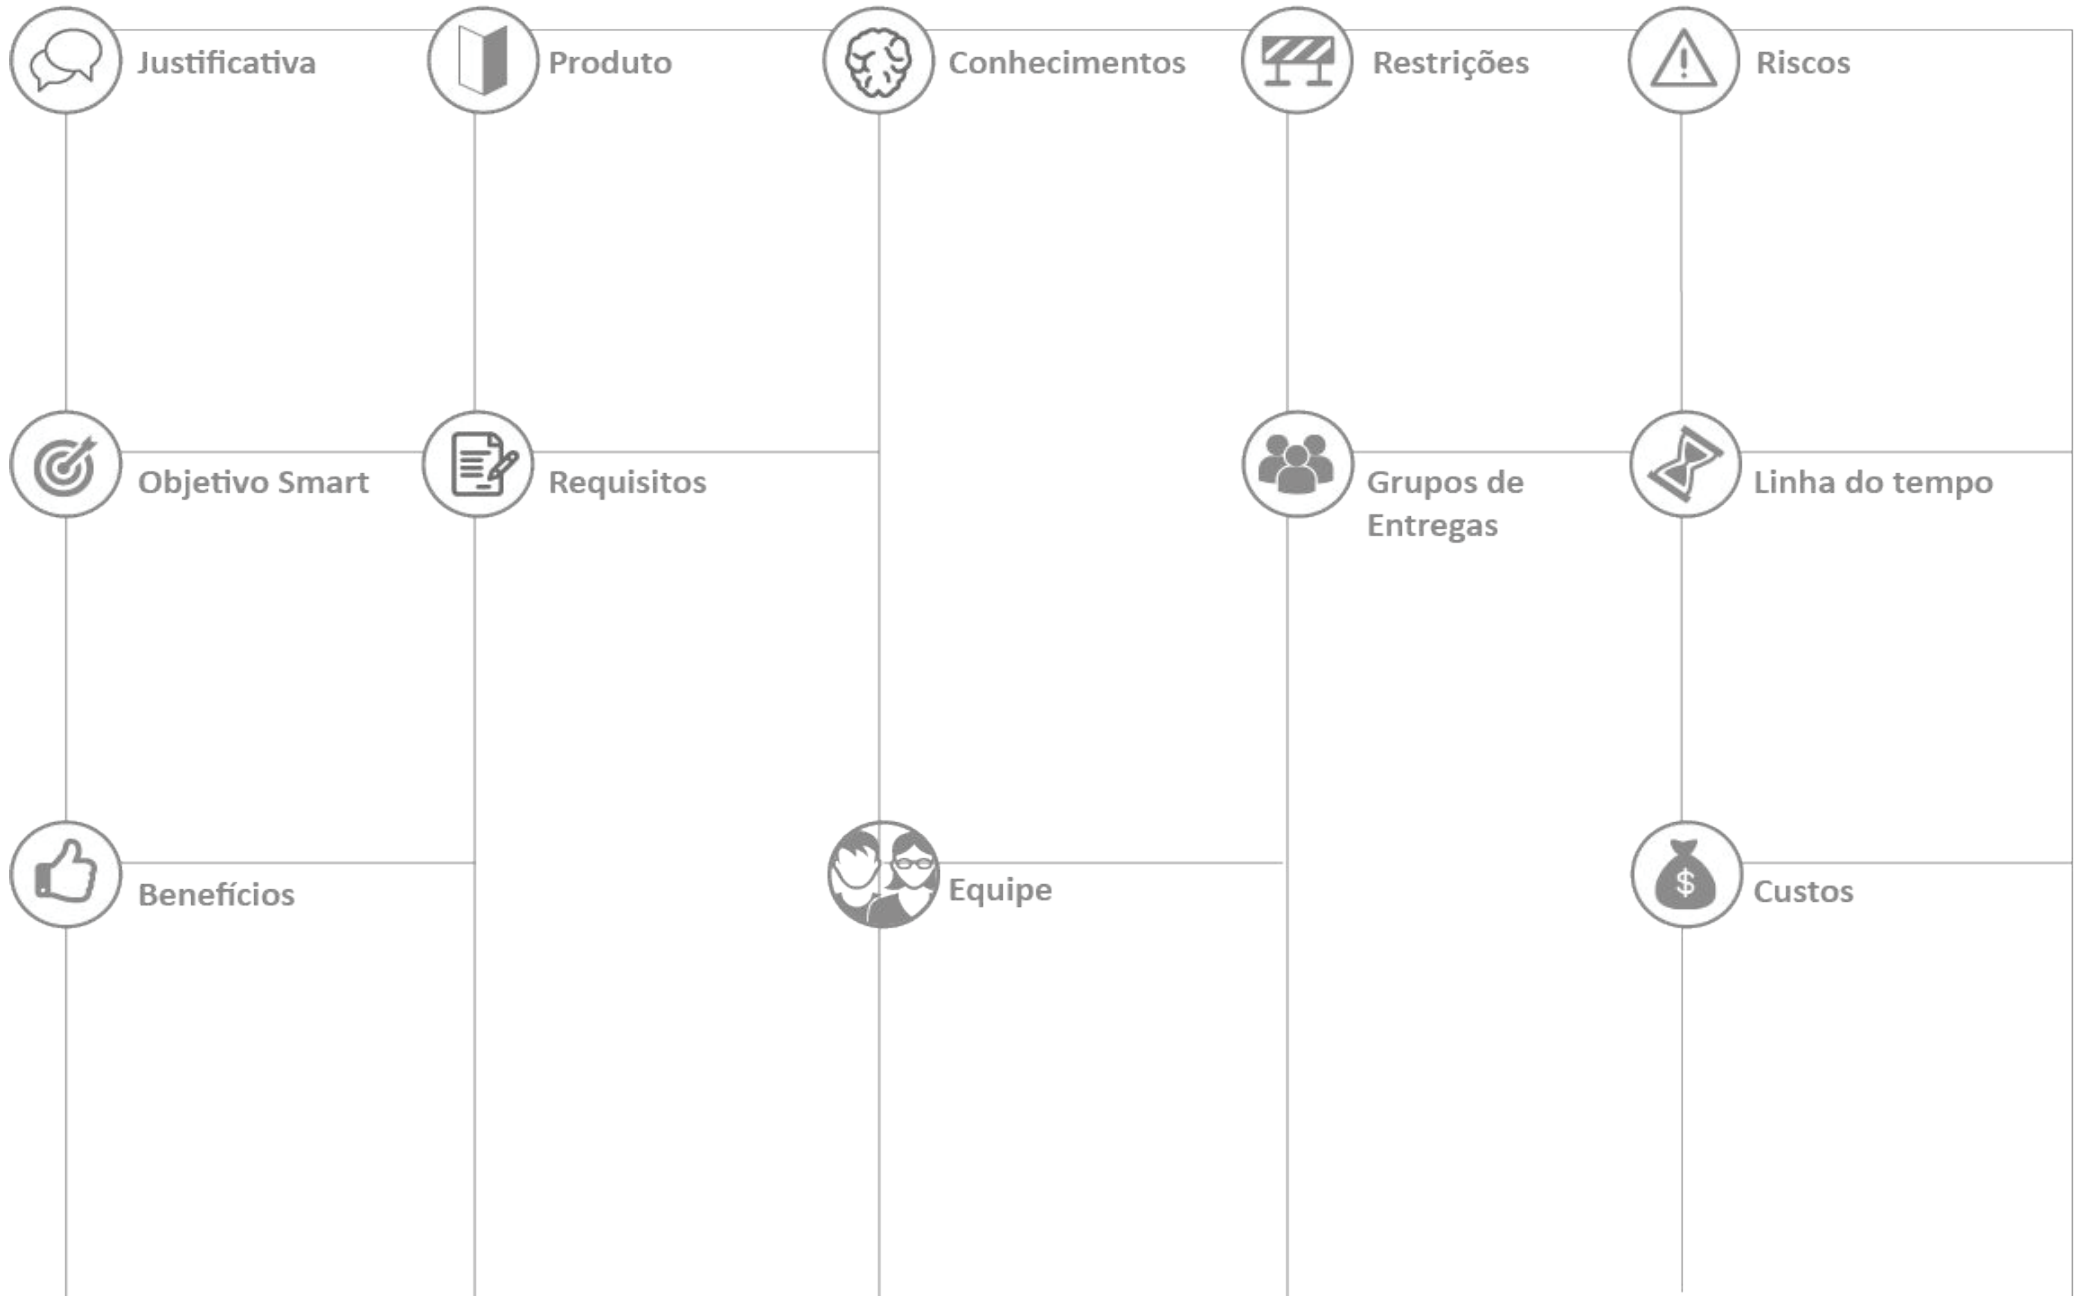 Justificativa
Produto
Conhecimentos
Restrições
Riscos
Objetivo Smart
Requisitos
Grupos de
Entregas
Linha do tempo
Benefícios
Equipe
$
Custos